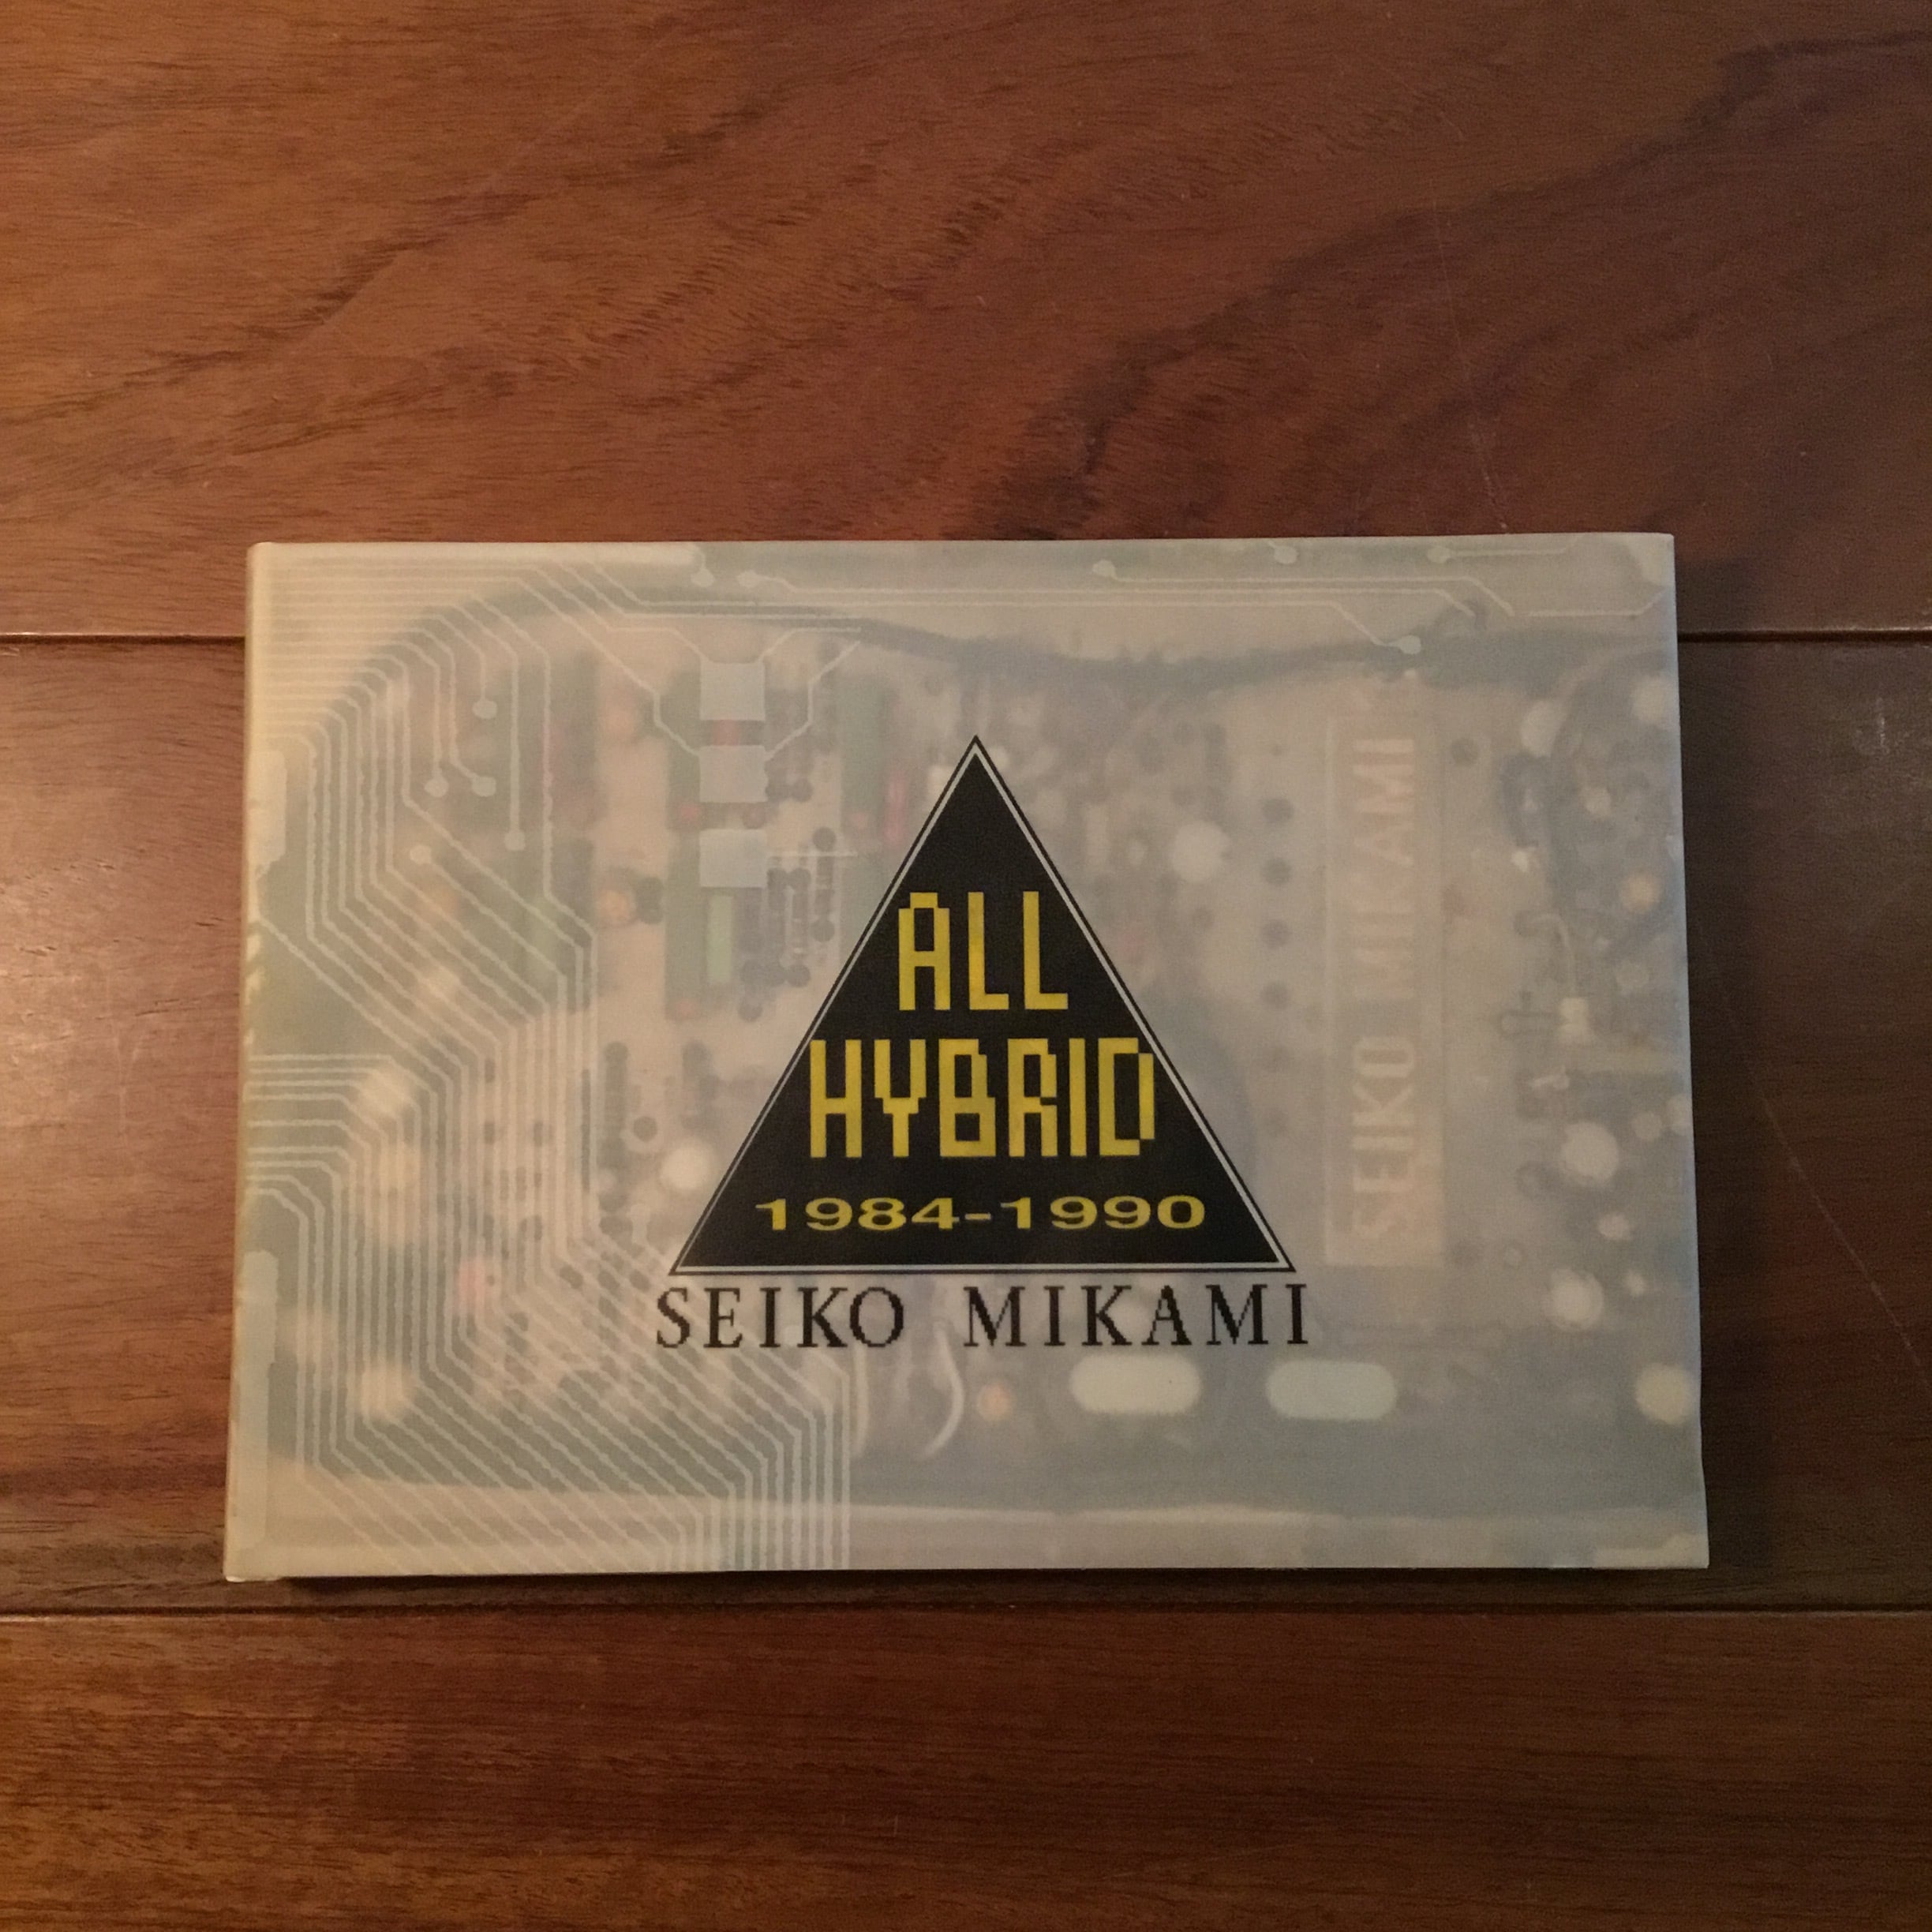 ALL
HYBRID
1984-1990
SEIKO MIKAMI
SEIKO MIKAMI